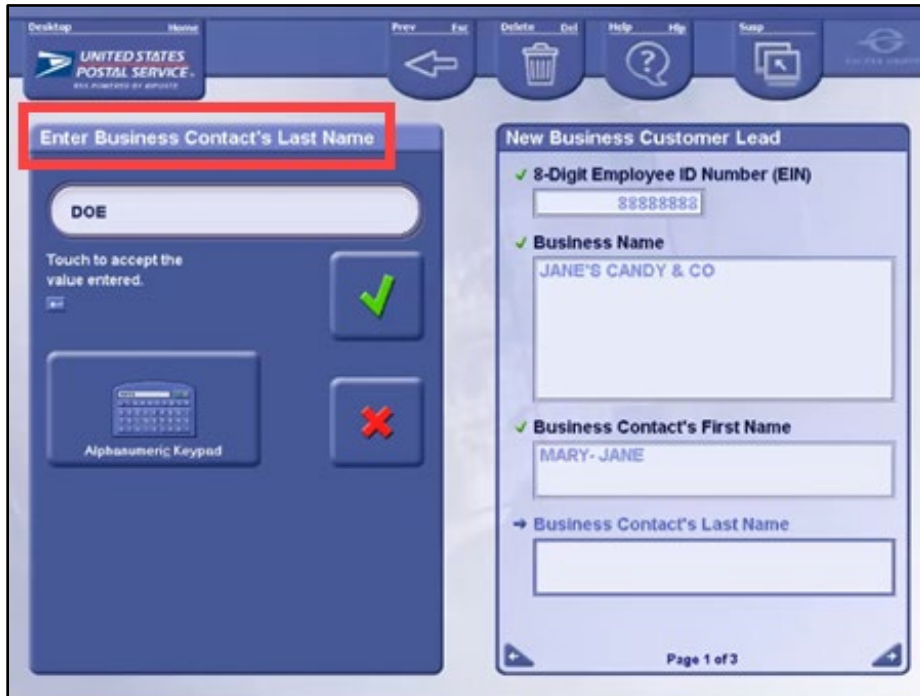 Desktop Home
UNITED STATES
POSTAL SERVICE
Prev Esc
Delete Del
Help Hlp
Susp
Enter Business Contact's Last Name
DOE
Touch to accept the
value entered.
Alphanumeric Keypad
New Business Customer Lead
8-Digit Employee ID Number (EIN)
88888888
Business Name
JANE'S CANDY & CO
Business Contact's First Name
MARY- JANE
Business Contact's Last Name
Page 1 of 3